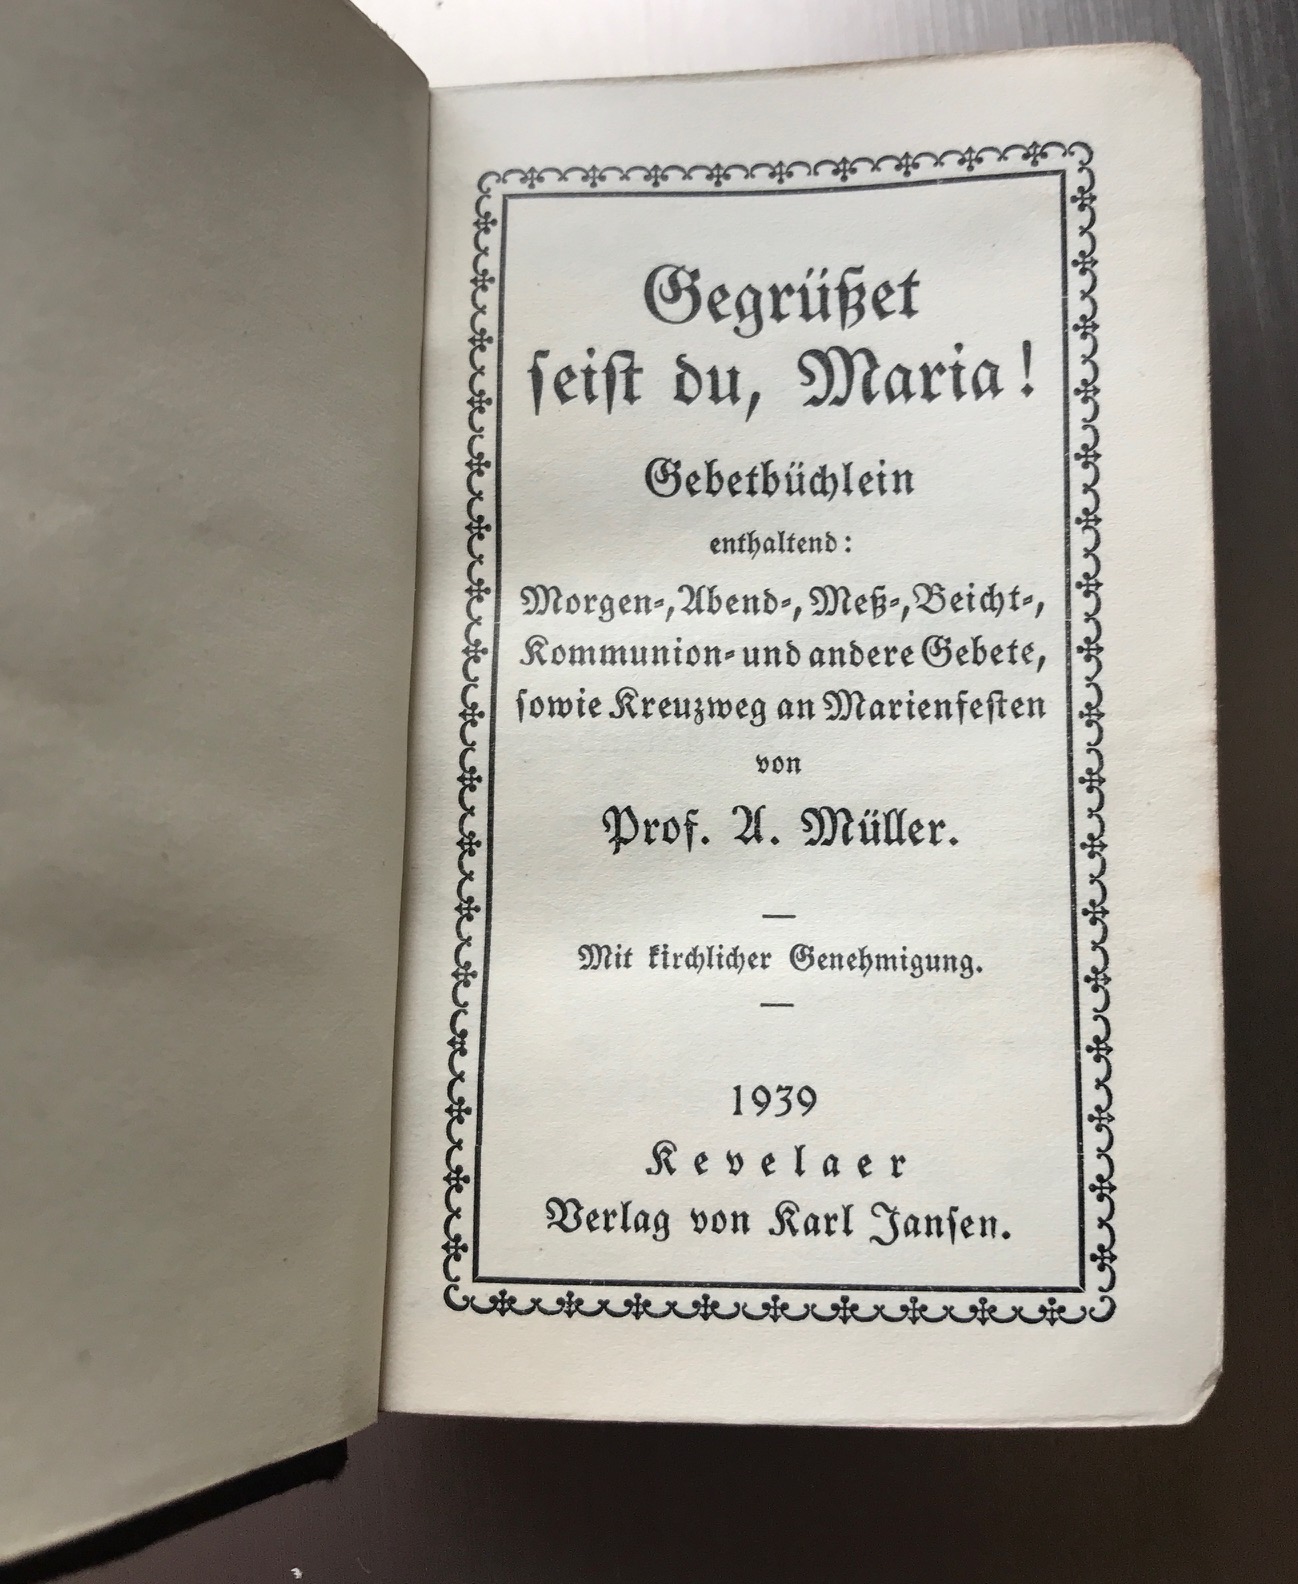 Gegrüßet
seist du, Maria!
Gebetbüchlein
enthaltend:
Morgen-, Abend-, Meß-, Beicht-,
Kommunion- und andere Gebete,
sowie Kreuzweg an Marienfesten
von
Prof. A. Müller.
Mit kirchlicher Genehmigung.
1939
Kevelaer
Verlag von Karl Jansen.